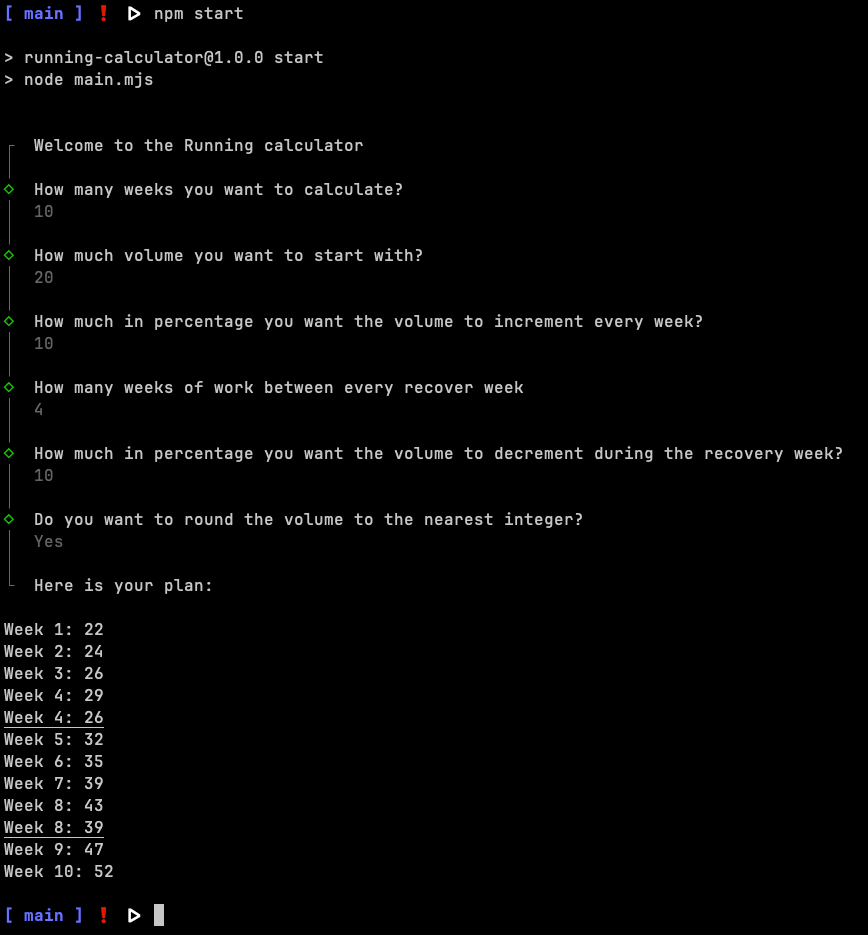 [ main ] ! ▷ npm start
> running-calculator@1.0.0 start
> node main.mjs
Welcome to the Running calculator
How many weeks you want to calculate?
10
How much volume you want to start with?
20
How much in percentage you want the volume to increment every week?
10
How many weeks of work between every recover week
4
How much in percentage you want the volume to decrement during the recovery week?
10
Do you want to round the volume to the nearest integer?
Yes
Here is your plan:
Week 1: 22
Week 2: 24
Week 3: 26
Week 4: 29
Week 4: 26
Week 5: 32
Week 6: 35
Week 7: 39
Week 8: 43
Week 8: 39
Week 9: 47
Week 10: 52
[ main ] ! ▷